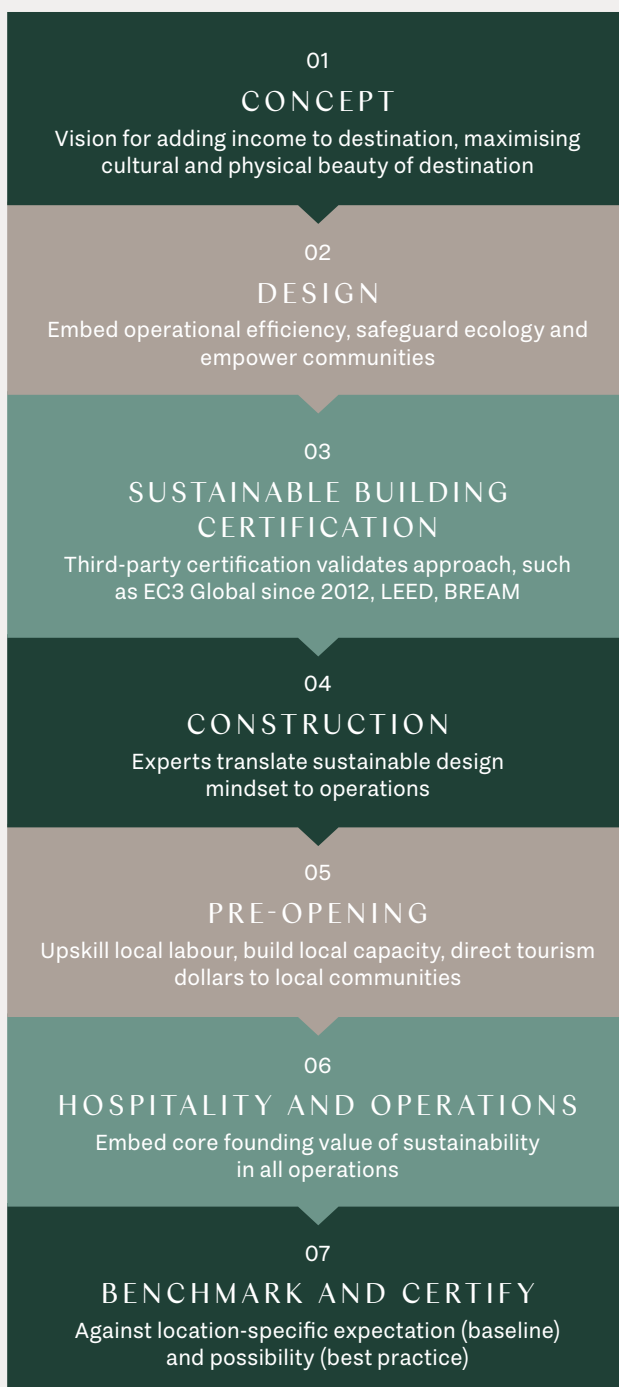 01
CONCEPT
Vision for adding income to destination, maximising
cultural and physical beauty of destination
02
DESIGN
Embed operational efficiency, safeguard ecology and
empower communities
03
SUSTAINABLE BUILDING
CERTIFICATION
Third-party certification validates approach, such
as EC3 Global since 2012, LEED, BREAM
04
CONSTRUCTION
Experts translate sustainable design
mindset to operations
05
PRE-OPENING
Upskill local labour, build local capacity, direct tourism
dollars to local communities
06
HOSPITALITY AND OPERATIONS
Embed core founding value of sustainability
in all operations
07
BENCHMARK AND CERTIFY
Against location-specific expectation (baseline)
and possibility (best practice)